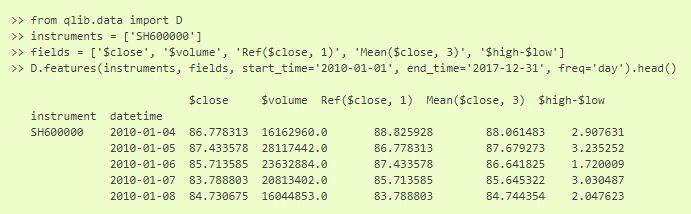 >> from qlib.data import D
>> instruments = ['SH600000']
>> fields = ['$close', '$volume', 'Ref($close, 1)', 'Mean($close, 3)', '$high-$low']
>> D.features(instruments, fields, start_time='2010-01-01', end_time='2017-12-31', freq='day').head()
$close $volume Ref($close, 1) Mean($close, 3) $high-$low
instrument datetime
SH600000 2010-01-04 86.778313 16162960.0 88.825928 88.061483 2.907631
2010-01-05 87.433578 28117442.0 86.778313 87.679273 3.235252
2010-01-06 85.713585 23632884.0 87.433578 86.641825 1.720009
2010-01-07 83.788803 20813402.0 85.713585 85.645322 3.030487
2010-01-08 84.730675 16044853.0 83.788803 84.744354 2.047623